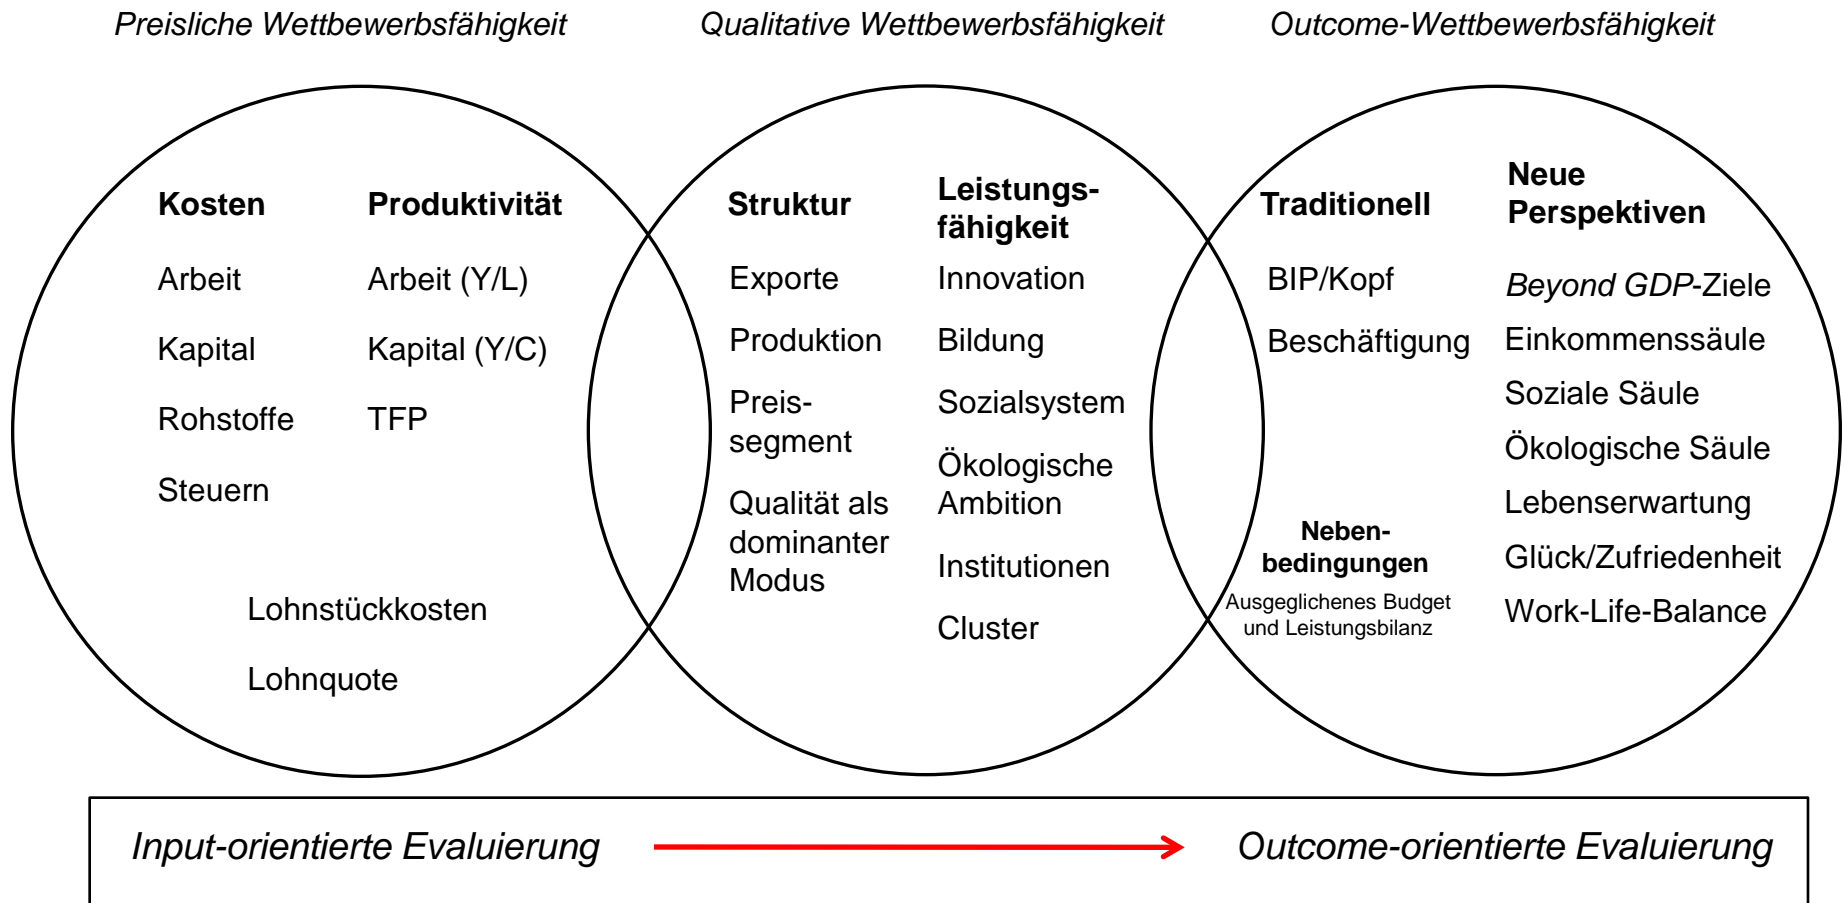 Preisliche Wettbewerbsfähigkeit
Qualitative Wettbewerbsfähigkeit
Outcome-Wettbewerbsfähigkeit
Kosten
Arbeit
Kapital
Rohstoffe
Steuern
Produktivität
Arbeit (Y/L)
Kapital (Y/C)
TFP
Lohnstückkosten
Lohnquote
Struktur
Exporte
Produktion
Preis-
segment
Qualität als
dominanter
Modus
Leistungs-
fähigkeit
Innovation
Bildung
Sozialsystem
Ökologische
Ambition
Institutionen
Cluster
Traditionell
BIP/Kopf
Beschäftigung
Neben-
bedingungen
Ausgeglichenes Budget
und Leistungsbilanz
Neue
Perspektiven
Beyond GDP-Ziele
Einkommenssäule
Soziale Säule
Ökologische Säule
Lebenserwartung
Glück/Zufriedenheit
Work-Life-Balance
Input-orientierte Evaluierung
Outcome-orientierte Evaluierung